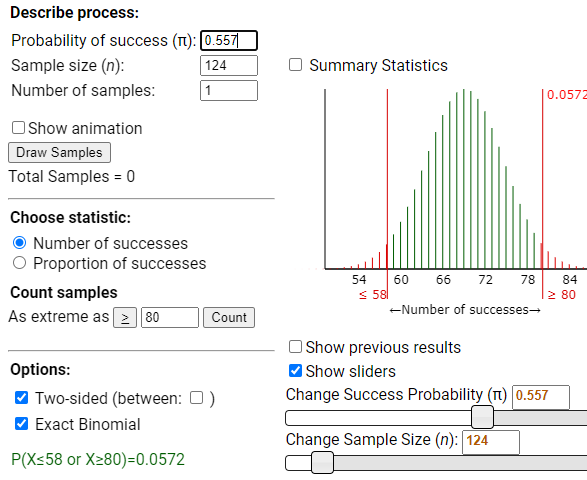 Describe process:
Probability of success (π): 0.557
Sample size (n): 124
Number of samples: 1
Show animation
Draw Samples
Total Samples = 0
Choose statistic:
Number of successes
Proportion of successes
Count samples
As extreme as ≥ 80 Count
Options:
Two-sided (between: )
Exact Binomial
P(X≤58 or X≥80)=0.0572
Summary Statistics
0.0572
54 60 66 72 78 84
≤ 58 ≥ 80
←Number of successes→
Show previous results
Show sliders
Change Success Probability (π) 0.557
Change Sample Size (n): 124